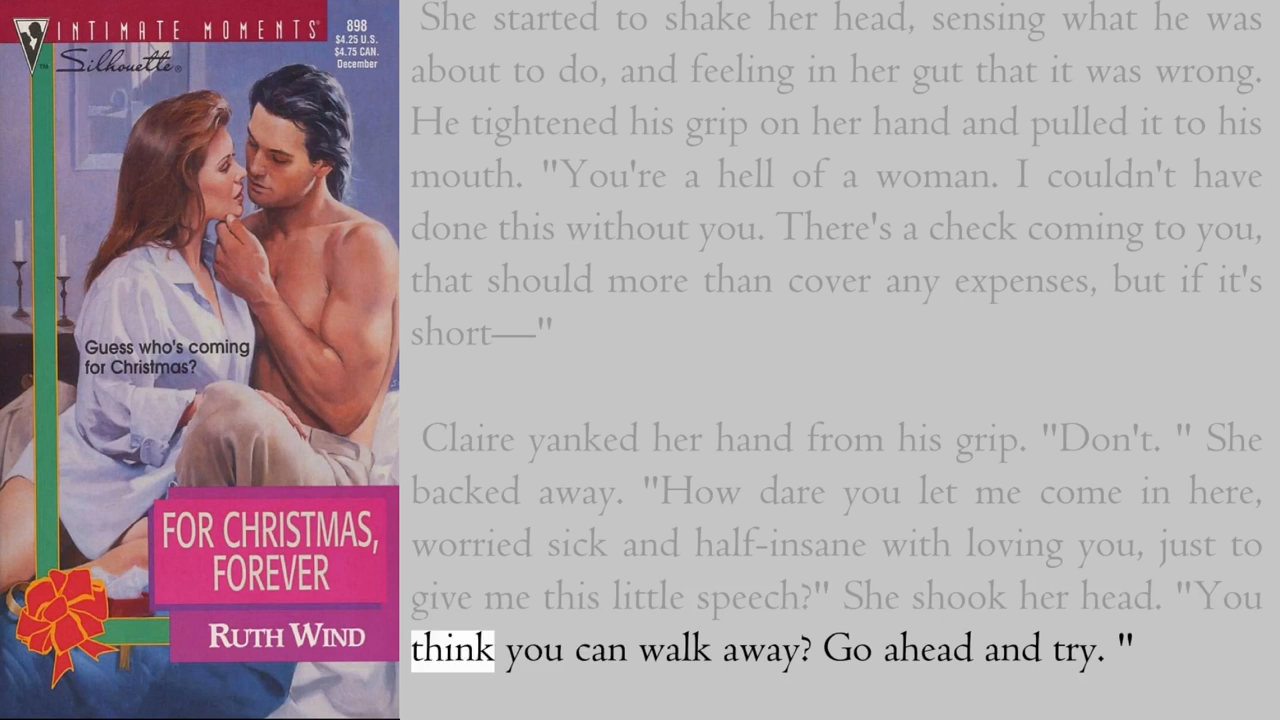 INTIMATE MOMENTS®
898
$4.25 U.S.
$4.75 CAN.
December
TM Silhouette®
Guess who's coming
for Christmas?
FOR CHRISTMAS,
FOREVER
RUTH WIND
She started to shake her head, sensing what he was
about to do, and feeling in her gut that it was wrong.
He tightened his grip on her hand and pulled it to his
mouth. "You're a hell of a woman. I couldn't have
done this without you. There's a check coming to you,
that should more than cover any expenses, but if it's
short—"
Claire yanked her hand from his grip. "Don't. " She
backed away. "How dare you let me come in here,
worried sick and half-insane with loving you, just to
give me this little speech?" She shook her head. "You
think you can walk away? Go ahead and try. "